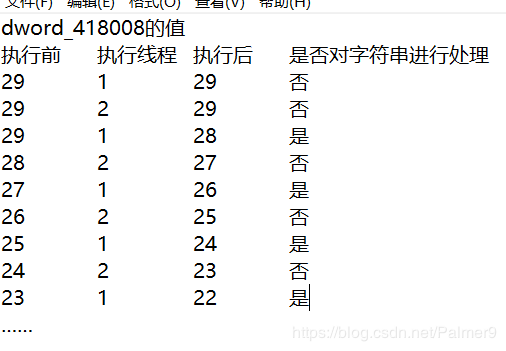 文件(F) 编辑(E) 格式(O) 查看(V) 帮助(H)
dword_418008的值
执行前 执行线程 执行后 是否对字符串进行处理
29 1 29 否
29 2 29 否
29 1 28 是
28 2 27 否
27 1 26 是
26 2 25 否
25 1 24 是
24 2 23 否
23 1 22 是
......
https://blog.csdn.net/Palmer9